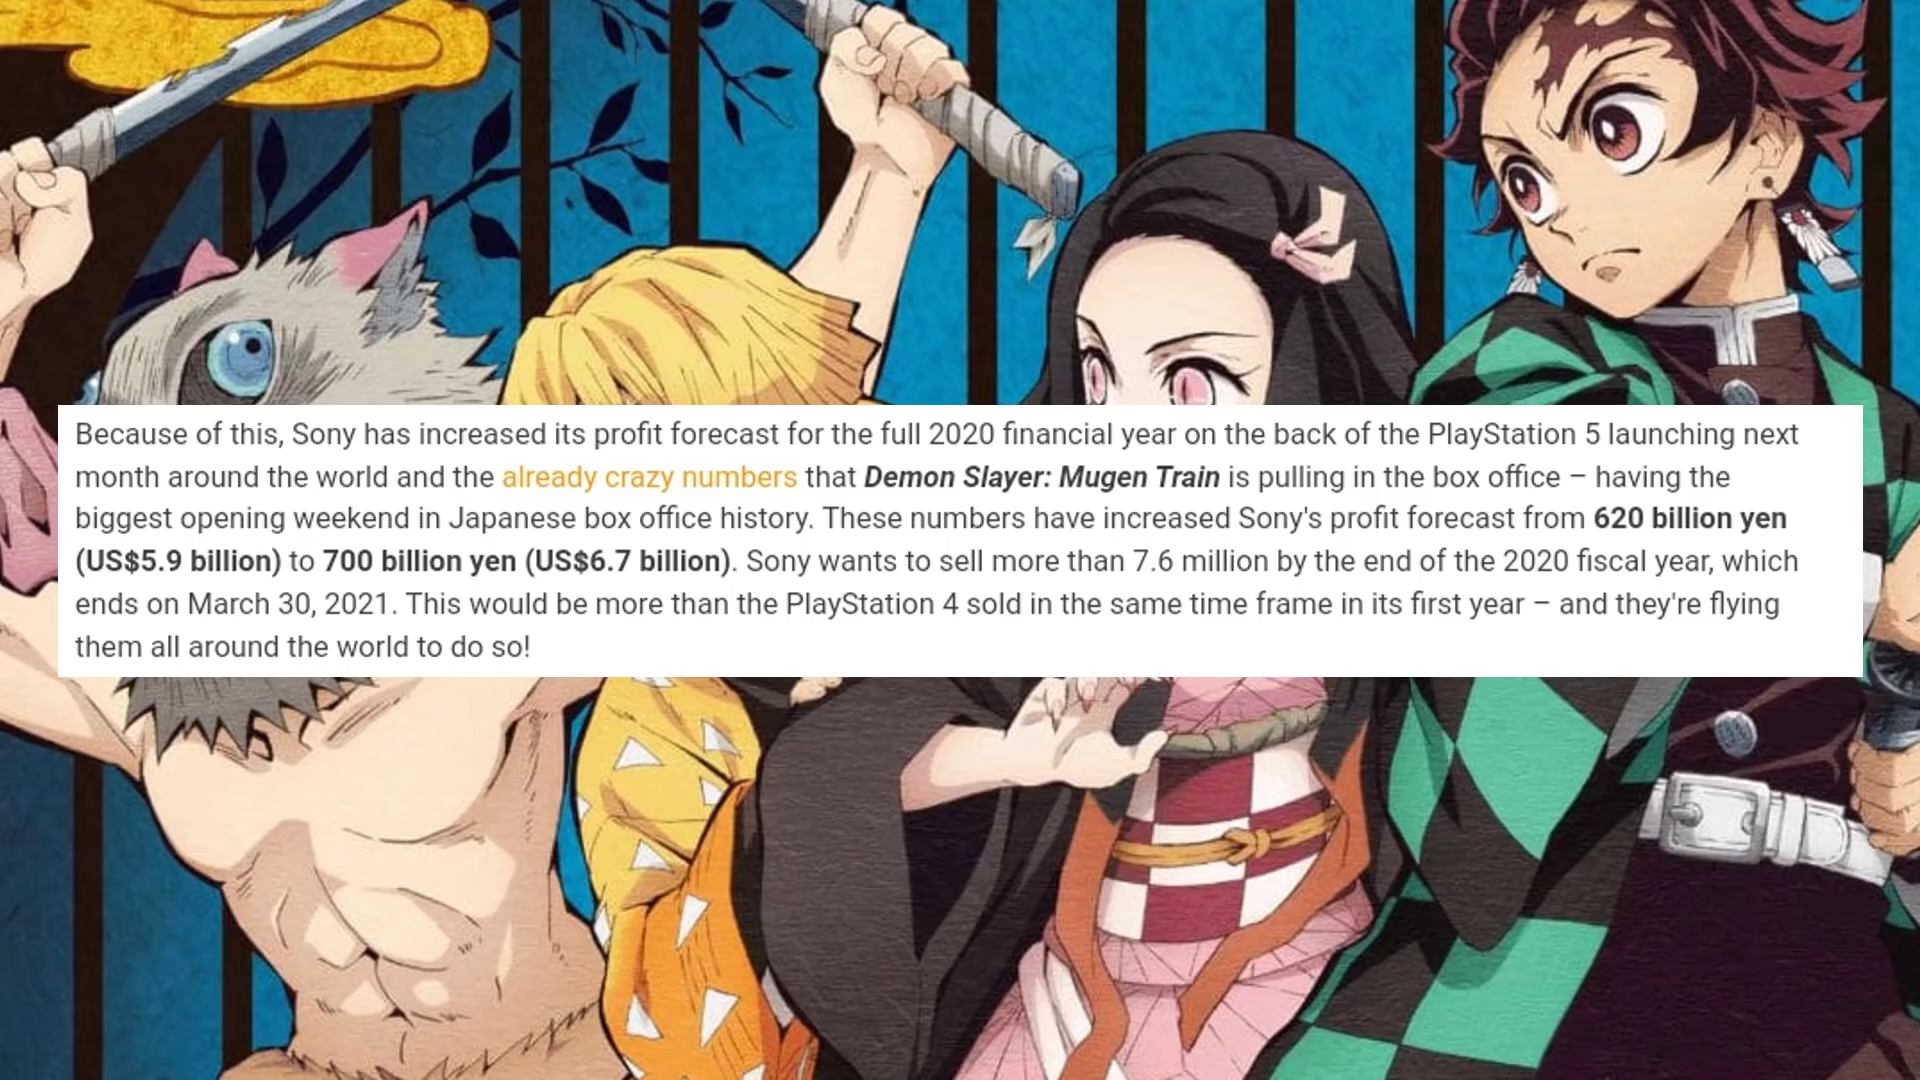 Because of this, Sony has increased its profit forecast for the full 2020 financial year on the back of the PlayStation 5 launching next
month around the world and the already crazy numbers that Demon Slayer: Mugen Train is pulling in the box office – having the
biggest opening weekend in Japanese box office history. These numbers have increased Sony's profit forecast from 620 billion yen
(US$5.9 billion) to 700 billion yen (US$6.7 billion). Sony wants to sell more than 7.6 million by the end of the 2020 fiscal year, which
ends on March 30, 2021. This would be more than the PlayStation 4 sold in the same time frame in its first year – and they're flying
them all around the world to do so!